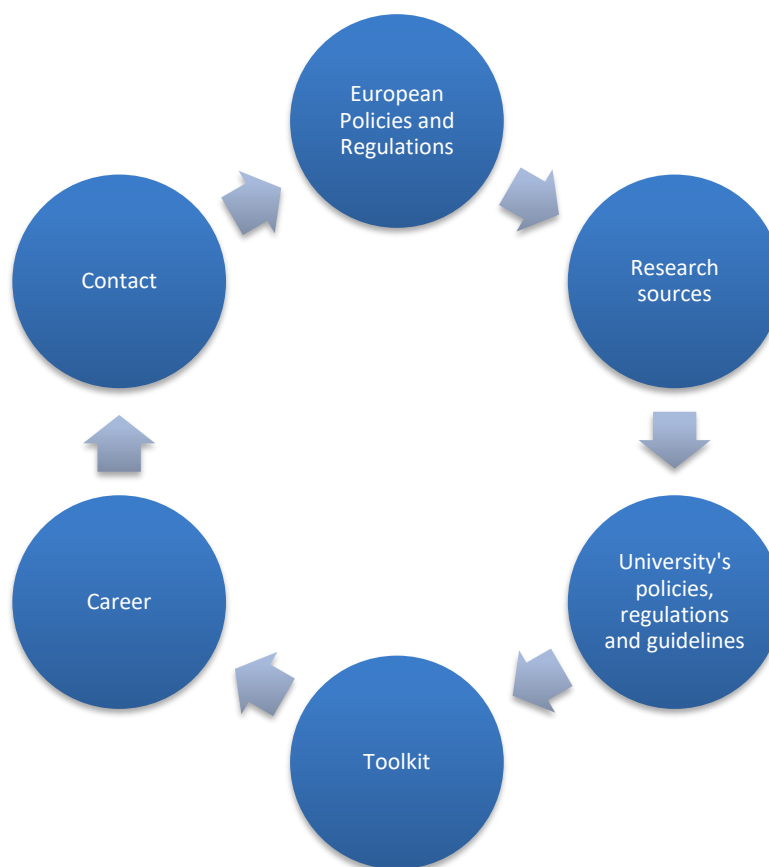 European
Policies and
Regulations
Research
sources
University's
policies,
regulations
and guidelines
Toolkit
Career
Contact